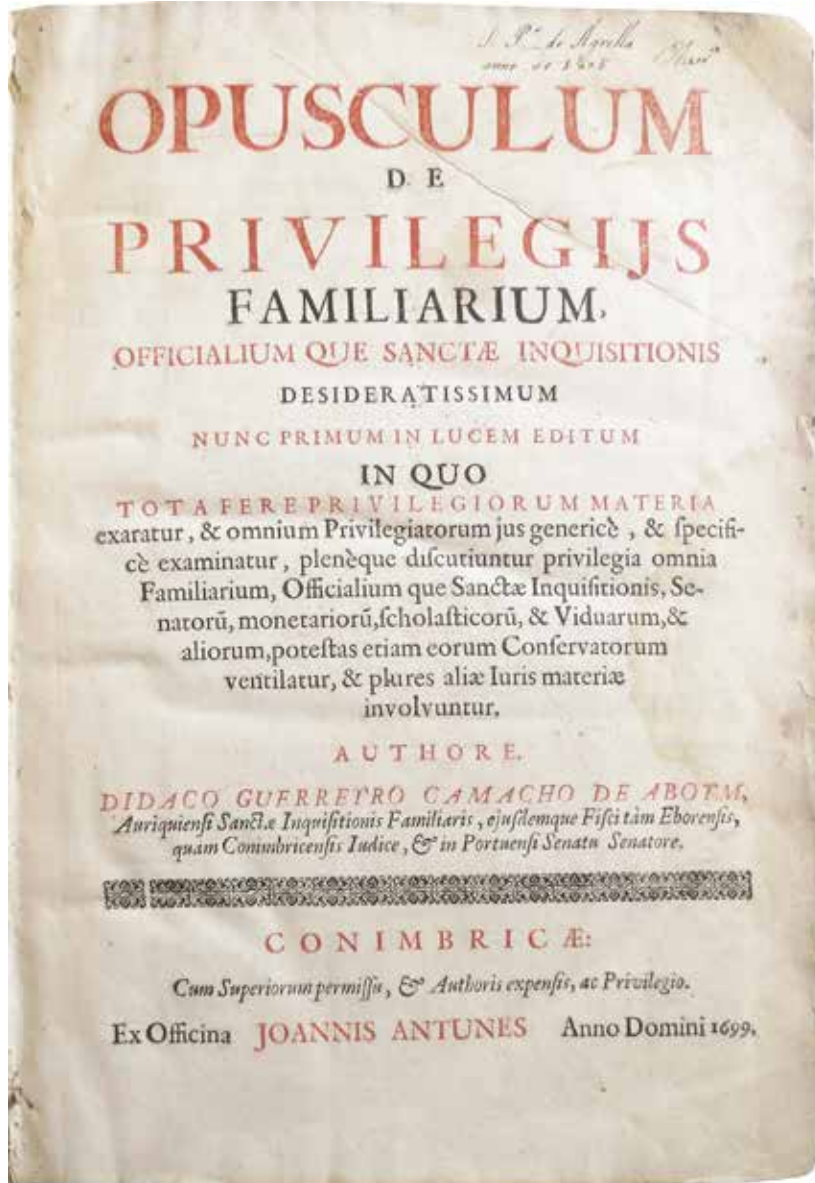 de Agrella
anno
OPUSCULUM
D. E
PRIVILEGIJS
FAMILIARIUM,
OFFICIALIUM QUE SANCTÆ INQUISITIONIS
DESIDERATISSIMUM
NUNC PRIMUM IN LUCEM EDITUM
IN QUO
TOTA FERE PRIVILEGIORUM MATERIA
exaratur, & omnium Privilegiatorum jus genericè, & ſpecifi-
cè examinatur, plenèque diſcutiuntur privilegia omnia
Familiarium, Officialium que Sanctæ Inquiſitionis, Se-
natorũ, monetariorũ, ſcholaſticorũ, & Viduarum, &
aliorum, poteſtas etiam eorum Conſervatorum
ventilatur, & plures aliæ Iuris materiæ
involvuntur.
AUTHORE.
DIDACO GUERREYRO CAMACHO DE ABOYM,
Auriquienſi Sanctæ Inquiſitionis Familiaris, ejuſdemque Fiſci tàm Eborenſis,
quam Conimbricenſis Iudice, & in Portuenſi Senatu Senatore.
CONIMBRICÆ:
Cum Superiorum permiſſu, & Authoris expenſis, ac Privilegio.
Ex Officina JOANNIS ANTUNES Anno Domini 1699.